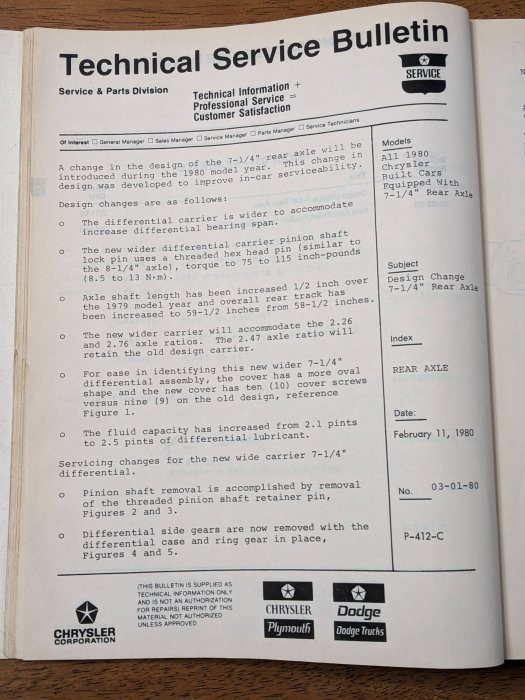 Technical Service Bulletin
Service & Parts Division
Technical Information +
Professional Service =
Customer Satisfaction
SERVICE
Of Interest □ General Manager □ Sales Manager □ Service Manager □ Parts Manager □ Service Technicians
A change in the design of the 7-1/4" rear axle will be
introduced during the 1980 model year. This change in
design was developed to improve in-car serviceability.
Design changes are as follows:
o The differential carrier is wider to accommodate
increase differential bearing span.
o The new wider differential carrier pinion shaft
lock pin uses a threaded hex head pin (similar to
the 8-1/4" axle), torque to 75 to 115 inch-pounds
(8.5 to 13 N·m).
o Axle shaft length has been increased 1/2 inch over
the 1979 model year and overall rear track has
been increased to 59-1/2 inches from 58-1/2 inches.
o The new wider carrier will accommodate the 2.26
and 2.76 axle ratios. The 2.47 axle ratio will
retain the old design carrier.
o For ease in identifying this new wider 7-1/4"
differential assembly, the cover has a more oval
shape and the new cover has ten (10) cover screws
versus nine (9) on the old design, reference
Figure 1.
o The fluid capacity has increased from 2.1 pints
to 2.5 pints of differential lubricant.
Servicing changes for the new wide carrier 7-1/4"
differential.
o Pinion shaft removal is accomplished by removal
of the threaded pinion shaft retainer pin,
Figures 2 and 3.
o Differential side gears are now removed with the
differential case and ring gear in place,
Figures 4 and 5.
Models
All 1980
Chrysler
Built Cars
Equipped With
7-1/4" Rear Axle
Subject
Design Change
7-1/4" Rear Axle
Index
REAR AXLE
Date:
February 11, 1980
No. 03-01-80
P-412-C
CHRYSLER
CORPORATION
(THIS BULLETIN IS SUPPLIED AS
TECHNICAL INFORMATION ONLY
AND IS NOT AN AUTHORIZATION
FOR REPAIRS) REPRINT OF THIS
MATERIAL NOT AUTHORIZED
UNLESS APPROVED
CHRYSLER
Plymouth
Dodge
Dodge Trucks